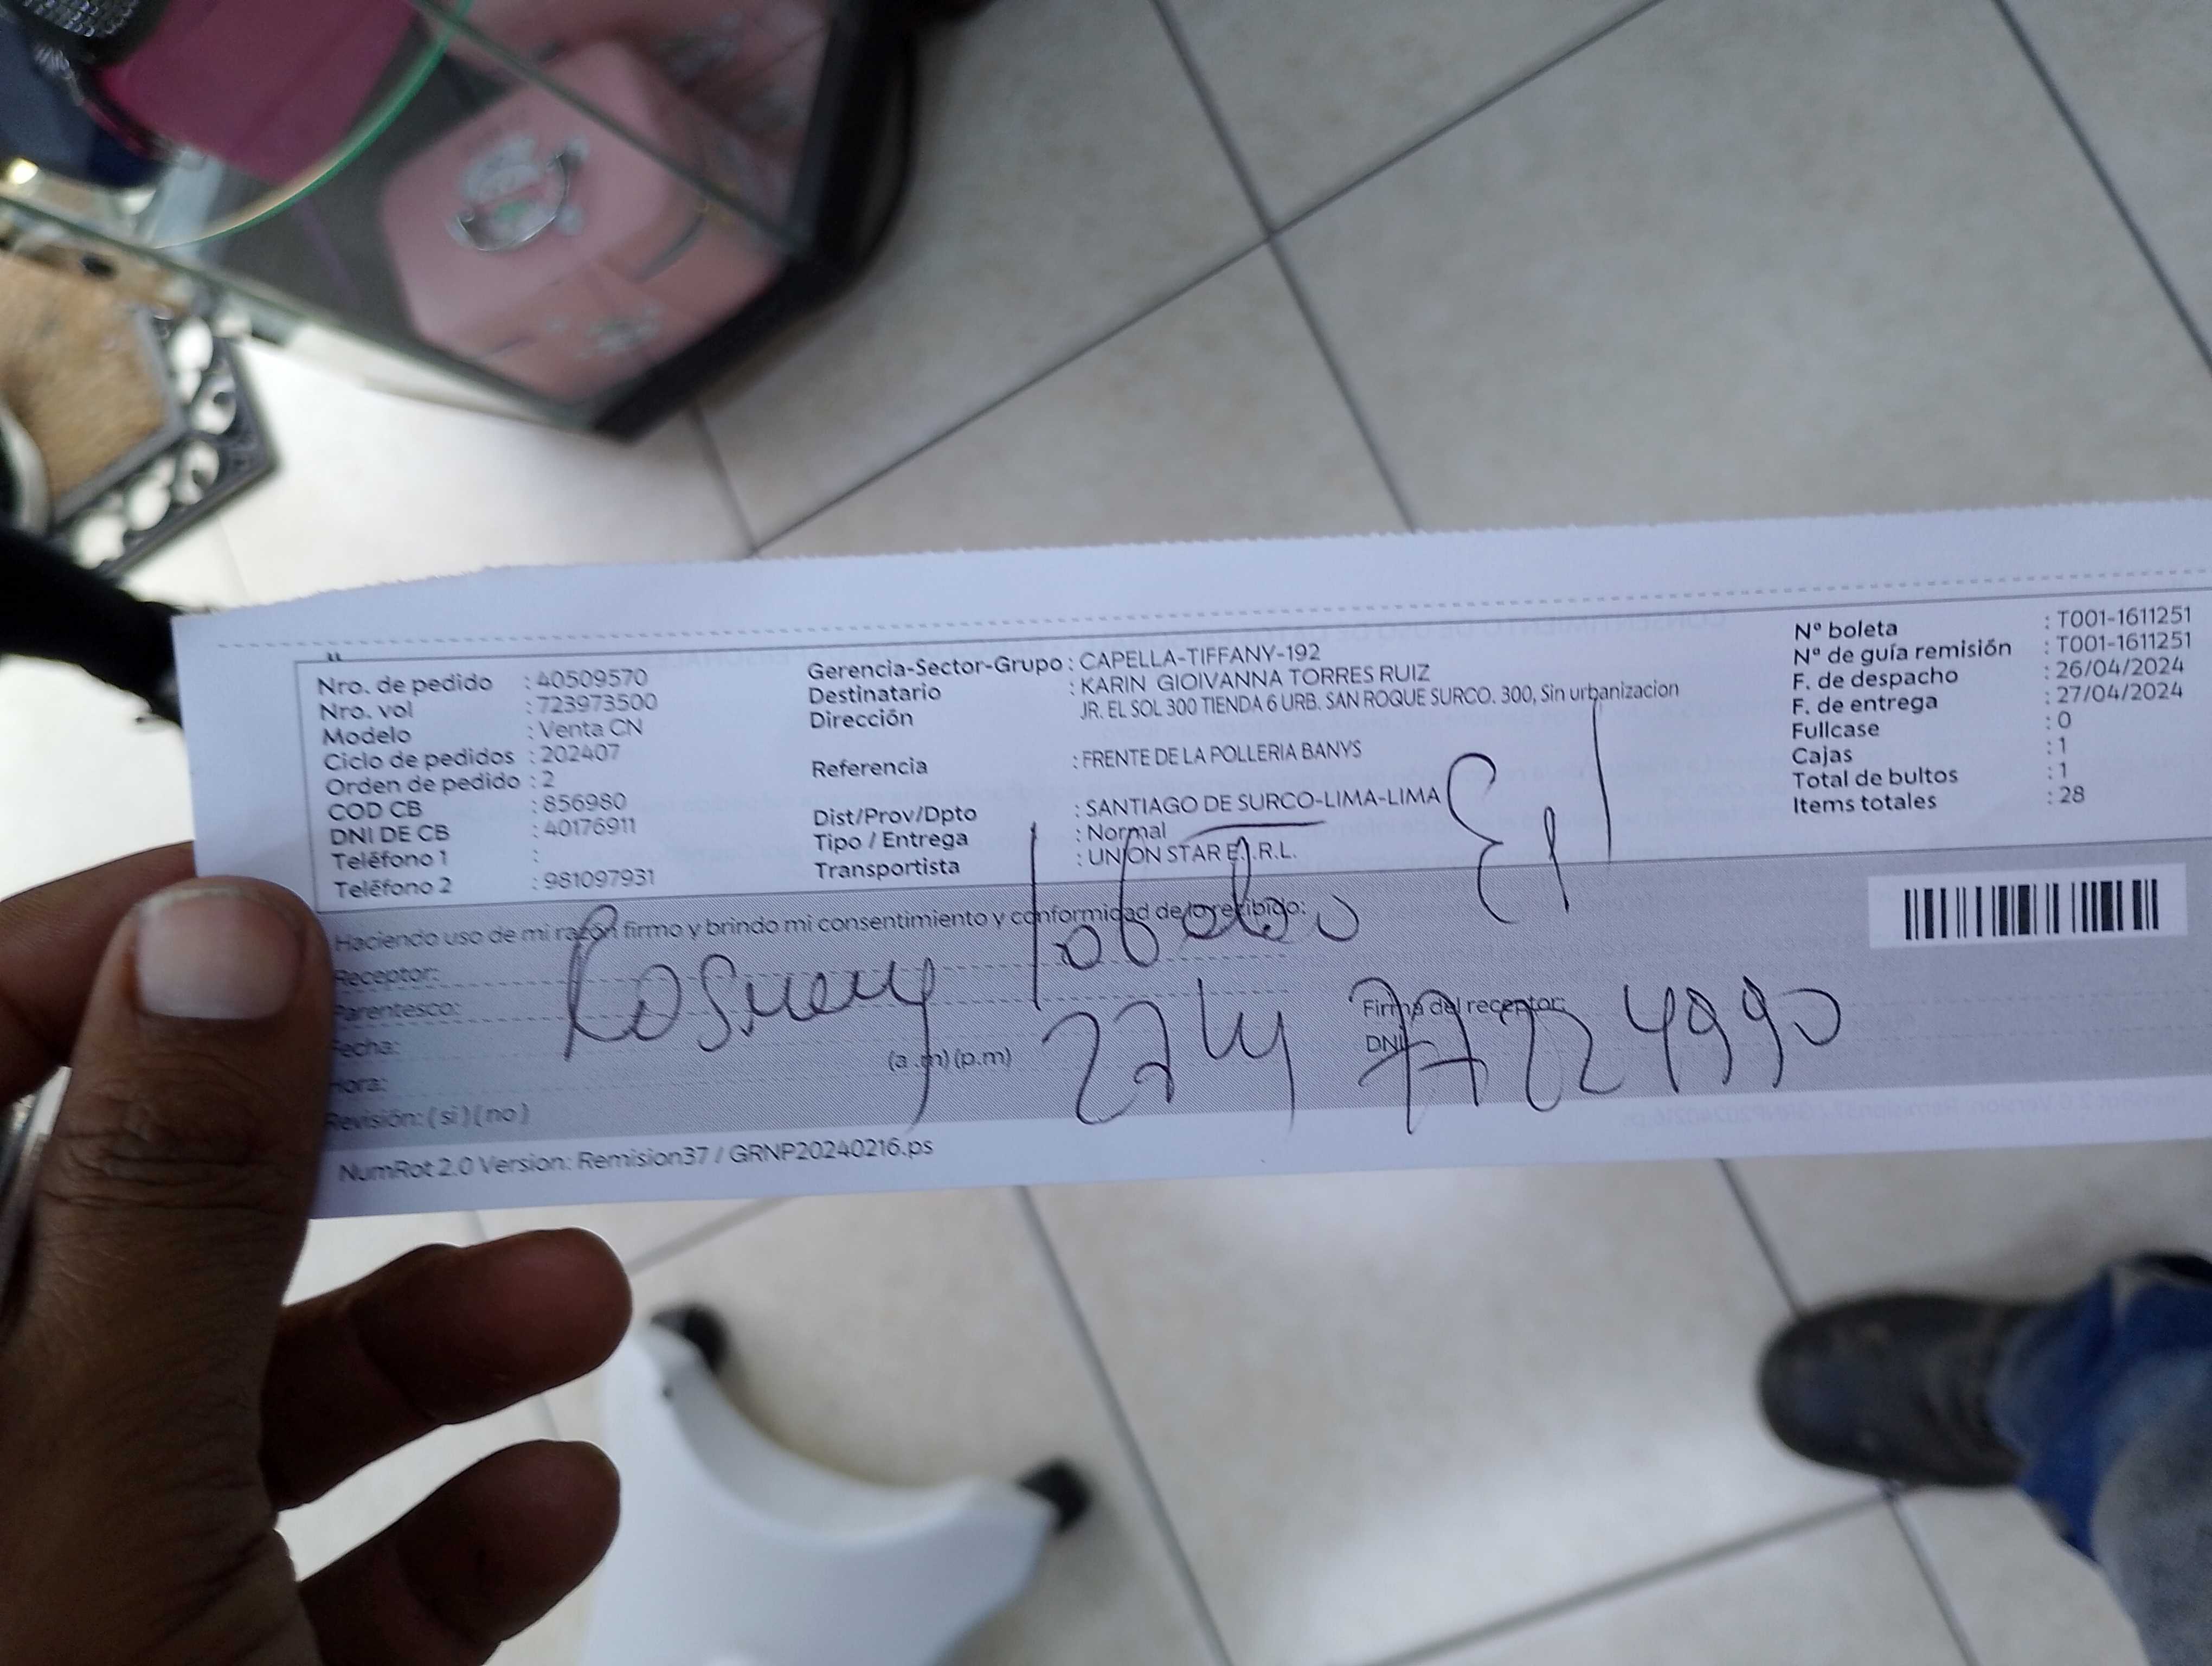 Nro. de pedido : 40509570
Nro. vol : 723973500
Modelo : Venta CN
Ciclo de pedidos : 202407
Orden de pedido : 2
COD CB : 856980
DNI DE CB : 40176911
Teléfono 1 :
Teléfono 2 : 981097931
Gerencia-Sector-Grupo : CAPELLA-TIFFANY-192
Destinatario : KARIN GIOIVANNA TORRES RUIZ
Dirección JR. EL SOL 300 TIENDA 6 URB. SAN ROQUE SURCO. 300, Sin urbanizacion
Referencia : FRENTE DE LA POLLERIA BANYS
Dist/Prov/Dpto : SANTIAGO DE SURCO-LIMA-LIMA
Tipo / Entrega : Normal
Transportista : UNION STAR E.I.R.L.
Nº boleta : T001-1611251
Nº de guía remisión : T001-1611251
F. de despacho : 26/04/2024
F. de entrega : 27/04/2024
Fullcase : 0
Cajas : 1
Total de bultos : 1
Items totales : 28
Haciendo uso de mi razón firmo y brindo mi consentimiento y conformidad de lo recibido:
Receptor:
Parentesco:
Fecha:
Hora: (a.m) (p.m)
Revisión: ( si ) ( no )
Firma del receptor:
DNI
NumRot 2.0 Version: Remision37 / GRNP20240216.ps